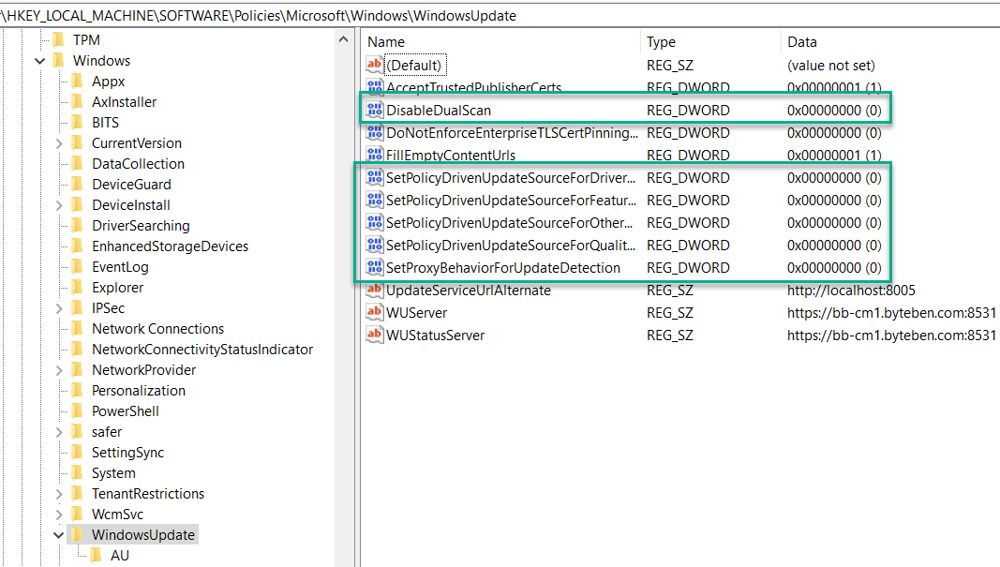 \HKEY_LOCAL_MACHINE\SOFTWARE\Policies\Microsoft\Windows\WindowsUpdate
TPM
Windows
Appx
AxInstaller
BITS
CurrentVersion
DataCollection
DeviceGuard
DeviceInstall
DriverSearching
EnhancedStorageDevices
EventLog
Explorer
IPSec
Network Connections
NetworkConnectivityStatusIndicator
NetworkProvider
Personalization
PowerShell
safer
SettingSync
System
TenantRestrictions
WcmSvc
WindowsUpdate
AU
Name Type Data
(Default) REG_SZ (value not set)
AcceptTrustedPublisherCerts REG_DWORD 0x00000001 (1)
DisableDualScan REG_DWORD 0x00000000 (0)
DoNotEnforceEnterpriseTLSCertPinning... REG_DWORD 0x00000000 (0)
FillEmptyContentUrls REG_DWORD 0x00000001 (1)
SetPolicyDrivenUpdateSourceForDriver... REG_DWORD 0x00000000 (0)
SetPolicyDrivenUpdateSourceForFeatur... REG_DWORD 0x00000000 (0)
SetPolicyDrivenUpdateSourceForOther... REG_DWORD 0x00000000 (0)
SetPolicyDrivenUpdateSourceForQualit... REG_DWORD 0x00000000 (0)
SetProxyBehaviorForUpdateDetection REG_DWORD 0x00000000 (0)
UpdateServiceUrlAlternate REG_SZ http://localhost:8005
WUServer REG_SZ https://bb-cm1.byteben.com:8531
WUStatusServer REG_SZ https://bb-cm1.byteben.com:8531